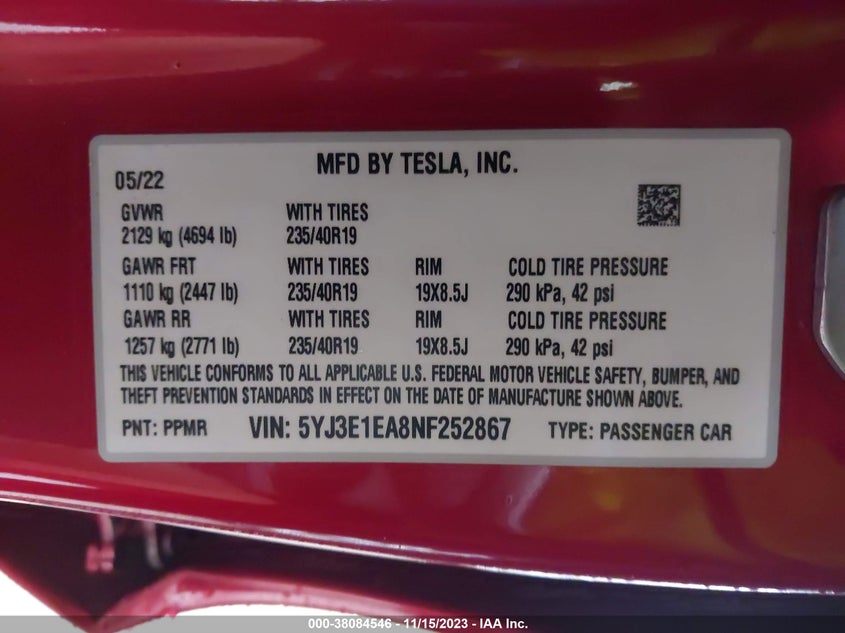 MFD BY TESLA, INC.
05/22
GVWR WITH TIRES
2129 kg (4694 lb) 235/40R19
GAWR FRT WITH TIRES RIM COLD TIRE PRESSURE
1110 kg (2447 lb) 235/40R19 19X8.5J 290 kPa, 42 psi
GAWR RR WITH TIRES RIM COLD TIRE PRESSURE
1257 kg (2771 lb) 235/40R19 19X8.5J 290 kPa, 42 psi
THIS VEHICLE CONFORMS TO ALL APPLICABLE U.S. FEDERAL MOTOR VEHICLE SAFETY, BUMPER, AND
THEFT PREVENTION STANDARDS IN EFFECT ON THE DATE OF MANUFACTURE SHOWN ABOVE.
PNT: PPMR VIN: 5YJ3E1EA8NF252867 TYPE: PASSENGER CAR
000-38084546 - 11/15/2023 - IAA Inc.